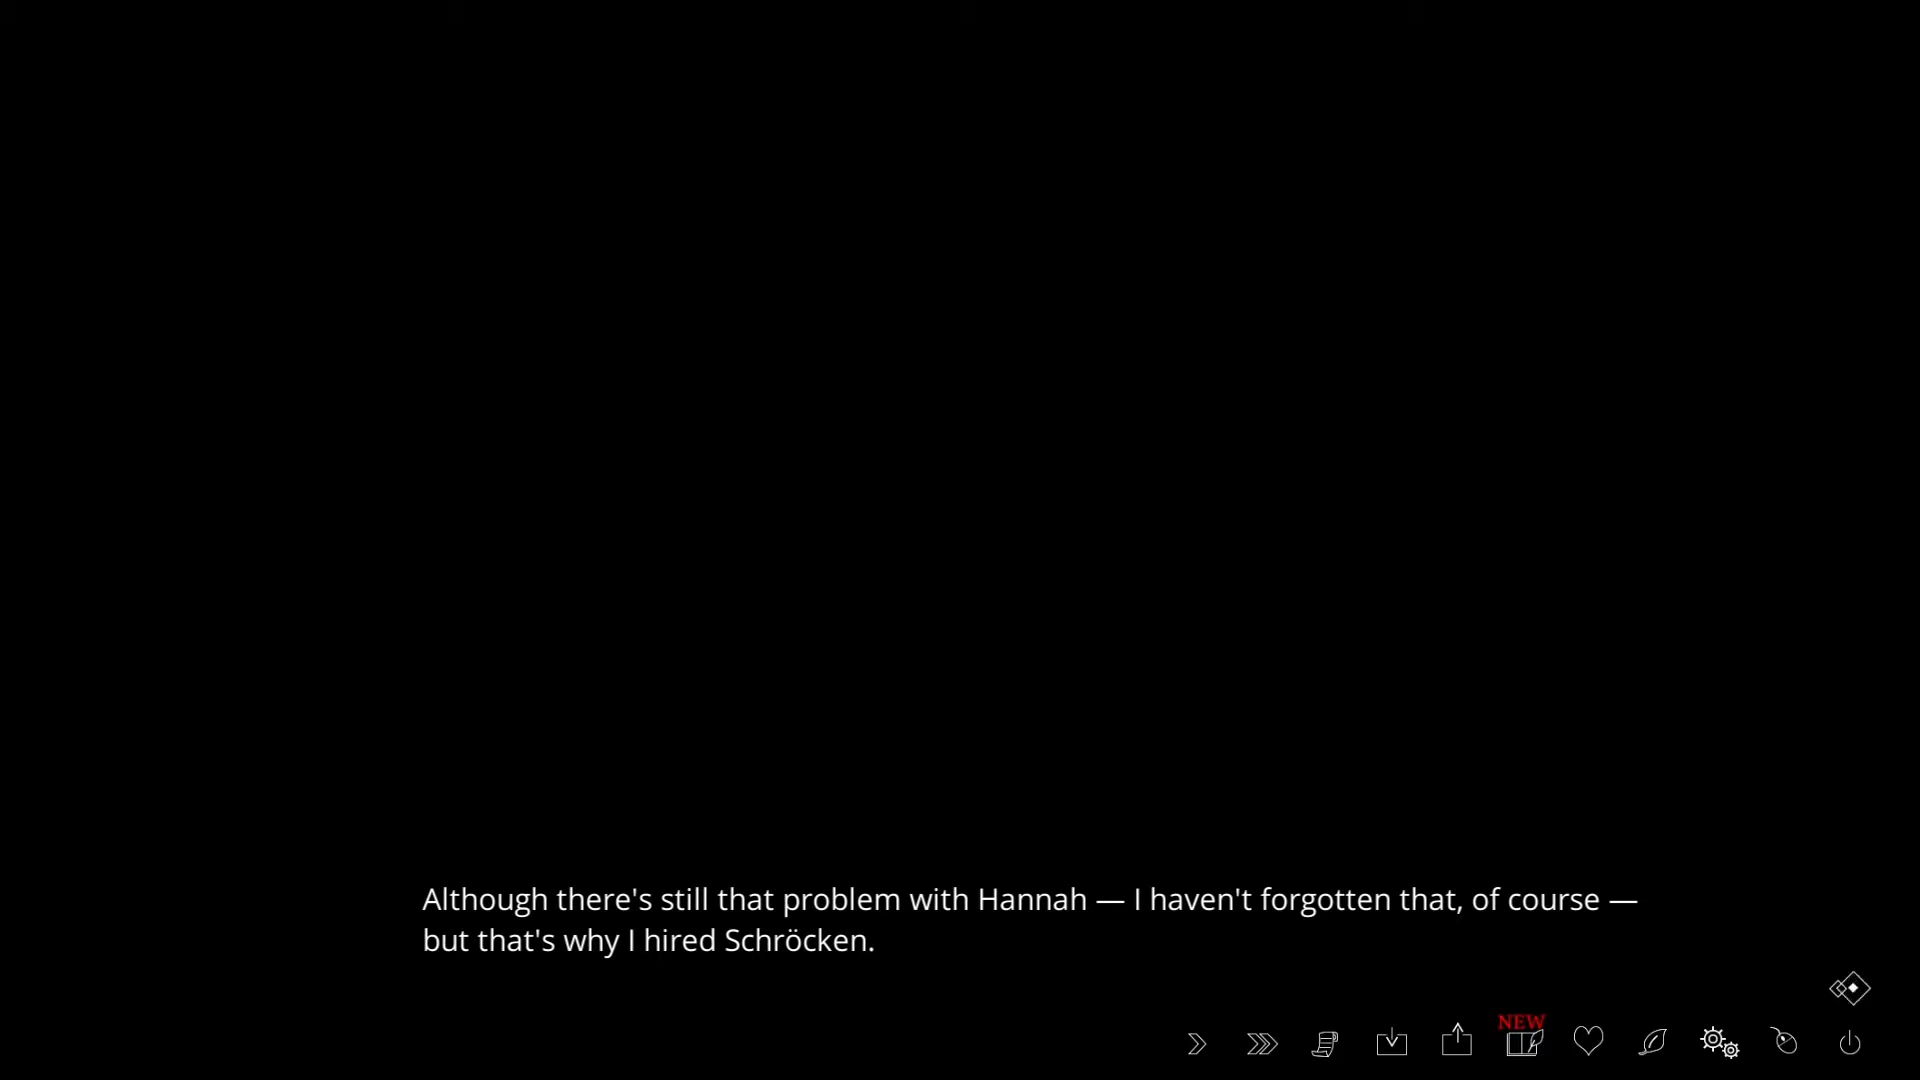 Although there's still that problem with Hannah — I haven't forgotten that, of course —
but that's why I hired Schröcken.
NEW